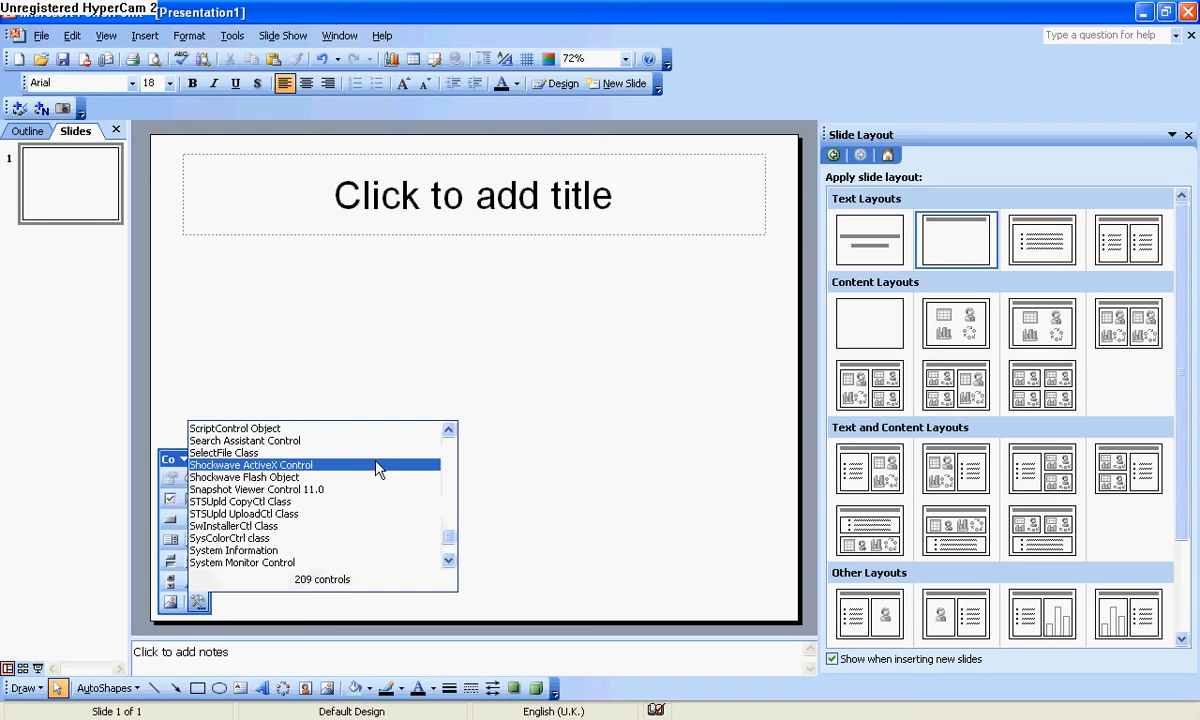 Unregistered HyperCam 2
[Presentation1]
File Edit View Insert Format Tools Slide Show Window Help
Type a question for help
72%
Arial 18 B I U S A A A Design New Slide
Outline Slides
1
Click to add title
Co
ScriptControl Object
Search Assistant Control
SelectFile Class
Shockwave ActiveX Control
Shockwave Flash Object
Snapshot Viewer Control 11.0
STSUpld CopyCtl Class
STSUpld UploadCtl Class
SwInstallerCtl Class
SysColorCtrl class
System Information
System Monitor Control
209 controls
Click to add notes
Slide Layout
Apply slide layout:
Text Layouts
Content Layouts
Text and Content Layouts
Other Layouts
Show when inserting new slides
Draw AutoShapes
Slide 1 of 1 Default Design English (U.K.)